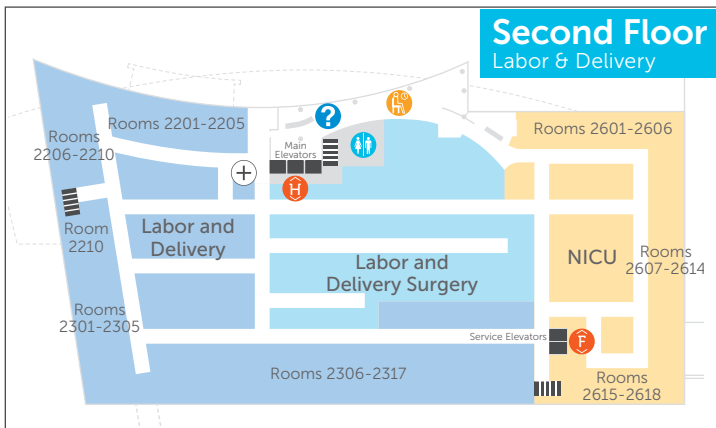 Second Floor
Labor & Delivery
Rooms 2201-2205
Rooms
2206-2210
?
Main
Elevators
H
Rooms 2601-2606
Room
2210
Labor and
Delivery
Labor and
Delivery Surgery
NICU
Rooms
2607-2614
Rooms
2301-2305
Service Elevators
F
Rooms 2306-2317
Rooms
2615-2618